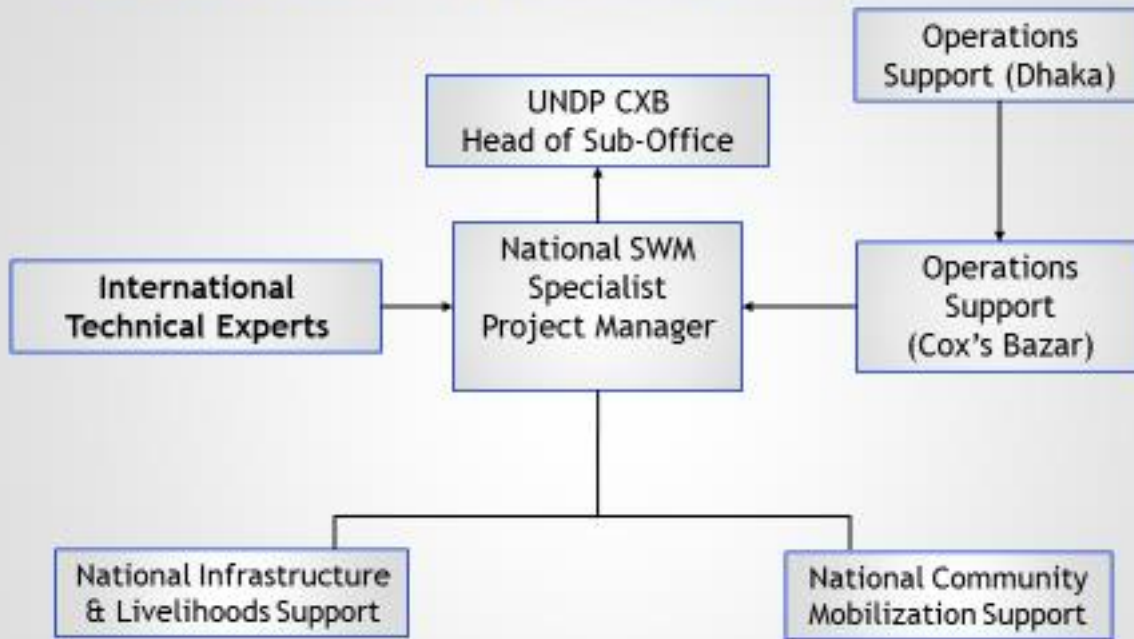 Operations
Support (Dhaka)
UNDP CXB
Head of Sub-Office
International
Technical Experts
National SWM
Specialist
Project Manager
Operations
Support
(Cox's Bazar)
National Infrastructure
& Livelihoods Support
National Community
Mobilization Support